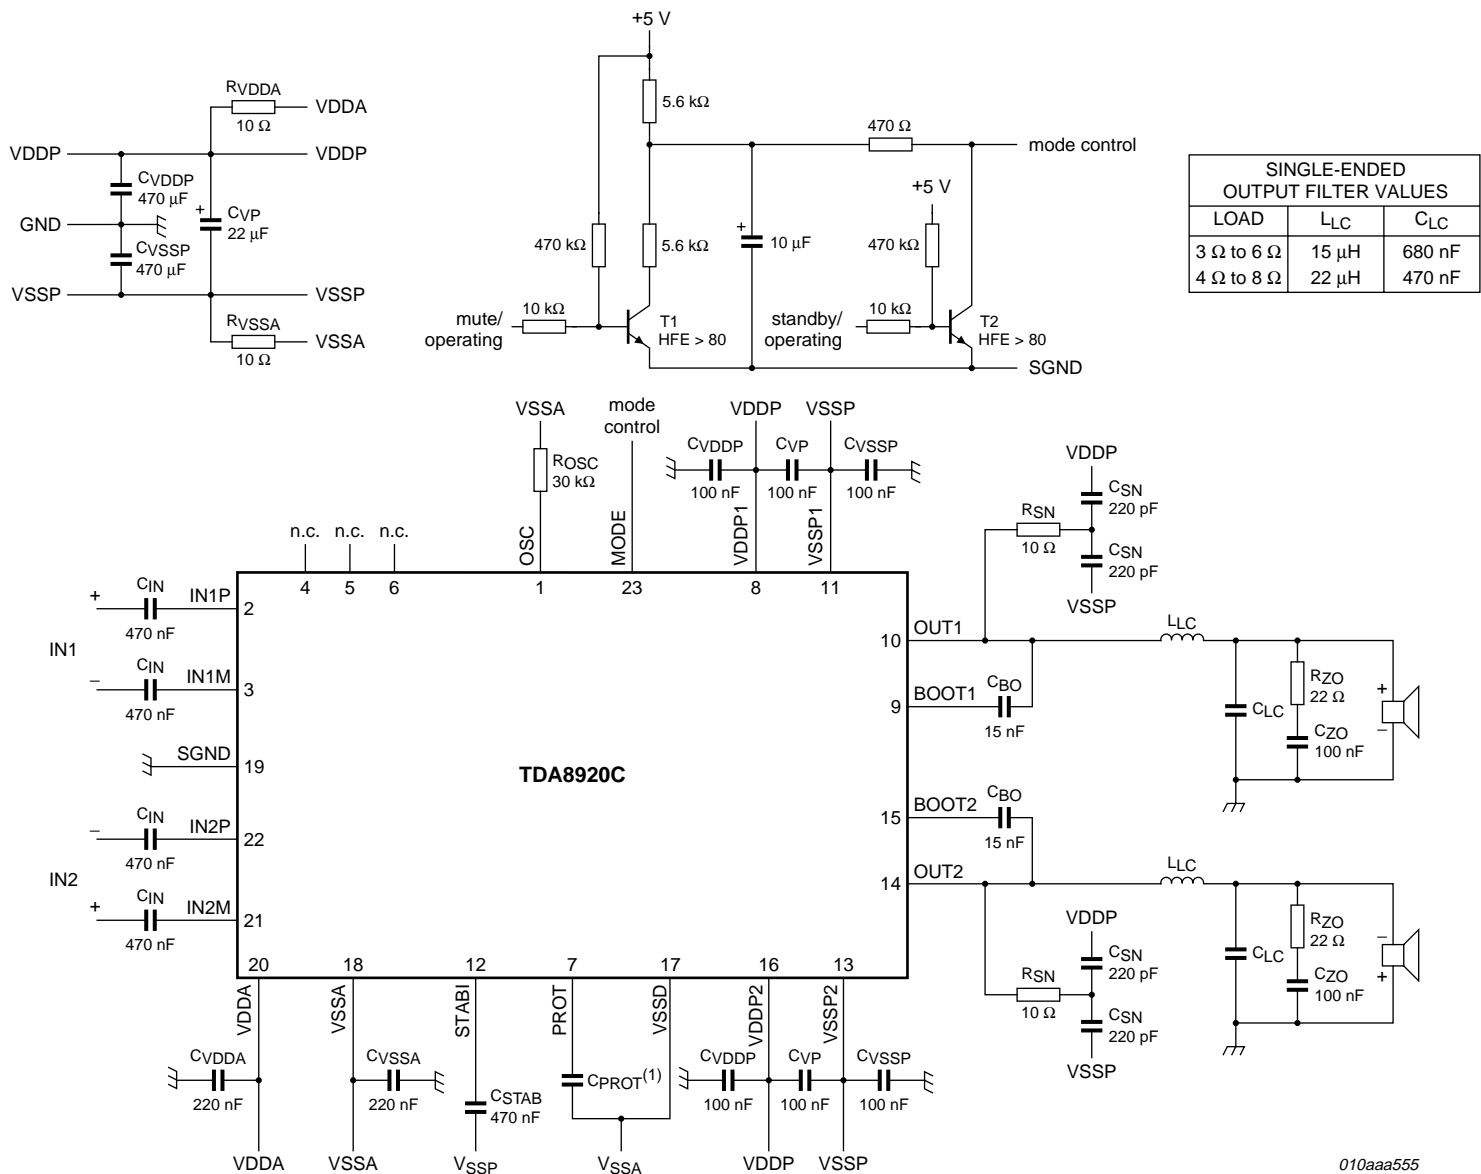 +5 V
RVDDA
VDDA
10 Ω
VDDP
VDDP
CVDDP
470 μF
GND
+
CVP
22 μF
CVSSP
470 μF
VSSP
VSSP
RVSSA
VSSA
10 Ω
5.6 kΩ
470 Ω
mode control
+5 V
470 kΩ
5.6 kΩ
+
10 μF
470 kΩ
mute/
operating
10 kΩ
T1
HFE > 80
standby/
operating
10 kΩ
T2
HFE > 80
SGND
SINGLE-ENDED
OUTPUT FILTER VALUES
LOAD LLC CLC
3 Ω to 6 Ω 15 μH 680 nF
4 Ω to 8 Ω 22 μH 470 nF
VSSA
mode
control
VDDP
VSSP
ROSC
30 kΩ
CVDDP
100 nF
CVP
100 nF
CVSSP
100 nF
n.c.
n.c.
n.c.
OSC
MODE
VDDP1
VSSP1
4
5
6
1
23
8
11
VDDP
CSN
220 pF
RSN
10 Ω
CSN
220 pF
VSSP
+
CIN
470 nF
IN1P
2
IN1
−
CIN
470 nF
IN1M
3
SGND
19
−
CIN
470 nF
IN2P
22
IN2
+
CIN
470 nF
IN2M
21
TDA8920C
10
OUT1
LLC
9
BOOT1
CBO
15 nF
CLC
RZO
22 Ω
CZO
100 nF
+
−
15
BOOT2
CBO
15 nF
14
OUT2
LLC
CLC
RZO
22 Ω
CZO
100 nF
−
+
VDDP
CSN
220 pF
RSN
10 Ω
CSN
220 pF
VSSP
20
18
12
7
17
16
13
VDDA
VSSA
STABI
PROT
VSSD
VDDP2
VSSP2
CVDDA
220 nF
CVSSA
220 nF
CSTAB
470 nF
CPROT(1)
CVDDP
100 nF
CVP
100 nF
CVSSP
100 nF
VDDA
VSSA
VSSP
VSSA
VDDP
VSSP
010aaa555